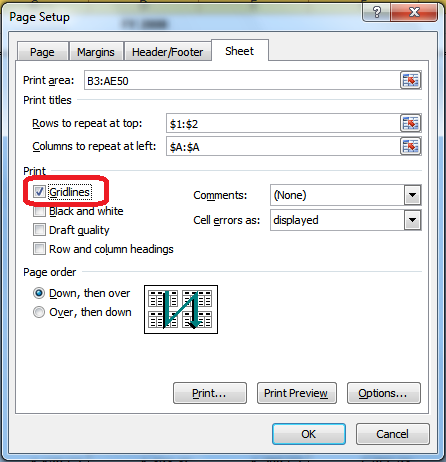 Page Setup
Page Margins Header/Footer Sheet
Print area: B3:AE50
Print titles
Rows to repeat at top: $1:$2
Columns to repeat at left: $A:$A
Print
Gridlines Comments: (None)
Black and white Cell errors as: displayed
Draft quality
Row and column headings
Page order
Down, then over
Over, then down
Print... Print Preview Options...
OK Cancel